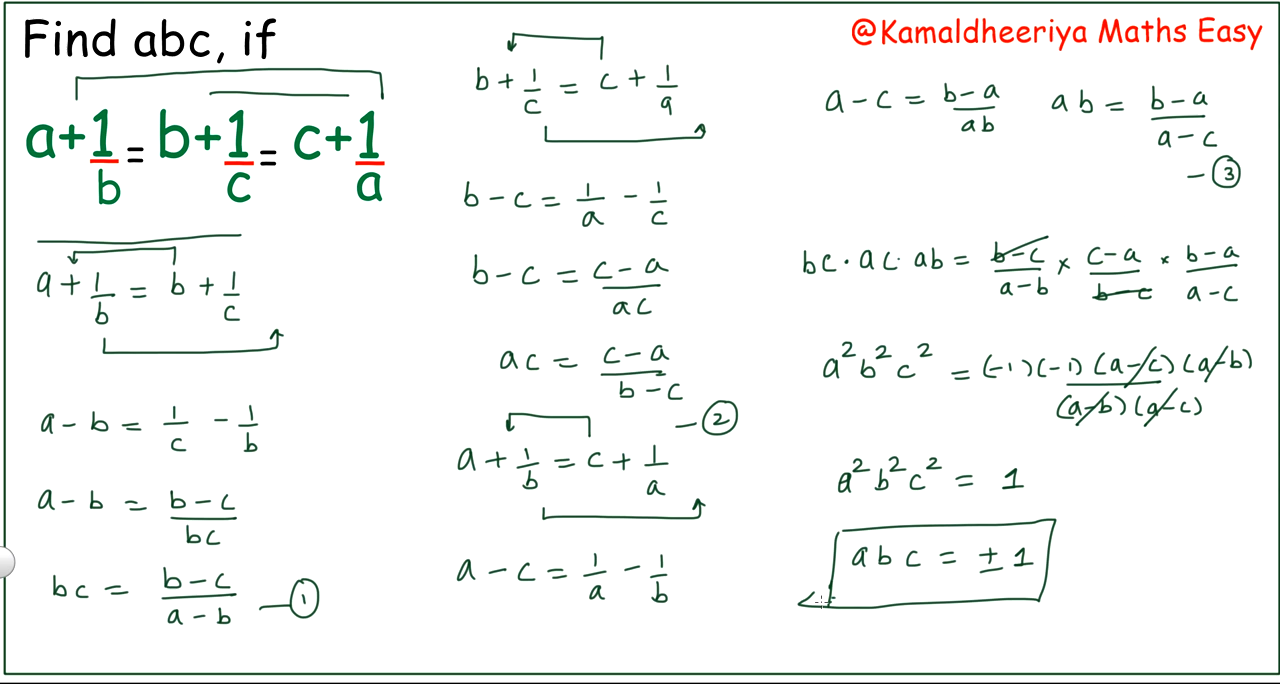 Find abc, if
@Kamaldheeriya Maths Easy
a+1/b = b+1/c = c+1/a
a + 1/b = b + 1/c
a - b = 1/c - 1/b
a - b = b - c / bc
bc = b - c / a - b — ①
b + 1/c = c + 1/a
b - c = 1/a - 1/c
b - c = c - a / ac
ac = c - a / b - c — ②
a + 1/b = c + 1/a
a - c = 1/a - 1/b
a - c = b - a / ab   ab = b - a / a - c — ③
bc · ac · ab = b - c / a - b × c - a / b - c × b - a / a - c
a²b²c² = (-1)(-1)(a-c)(a-b) / (a-b)(a-c)
a²b²c² = 1
abc = ±1